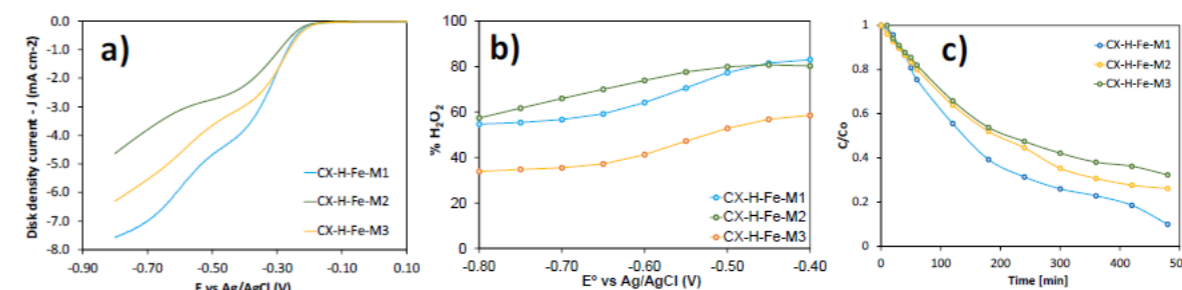 a)
Disk density current - J (mA cm-2)
0.0
-1.0
-2.0
-3.0
-4.0
-5.0
-6.0
-7.0
-8.0
CX-H-Fe-M1
CX-H-Fe-M2
CX-H-Fe-M3
-0.90 -0.70 -0.50 -0.30 -0.10 0.10
E vs Ag/AgCl (V)
b)
% H2O2
100
80
60
40
20
0
CX-H-Fe-M1
CX-H-Fe-M2
CX-H-Fe-M3
-0.80 -0.70 -0.60 -0.50 -0.40
Eº vs Ag/AgCl (V)
c)
C/Co
1
0.8
0.6
0.4
0.2
0
CX-H-Fe-M1
CX-H-Fe-M2
CX-H-Fe-M3
0 100 200 300 400
Time [min]